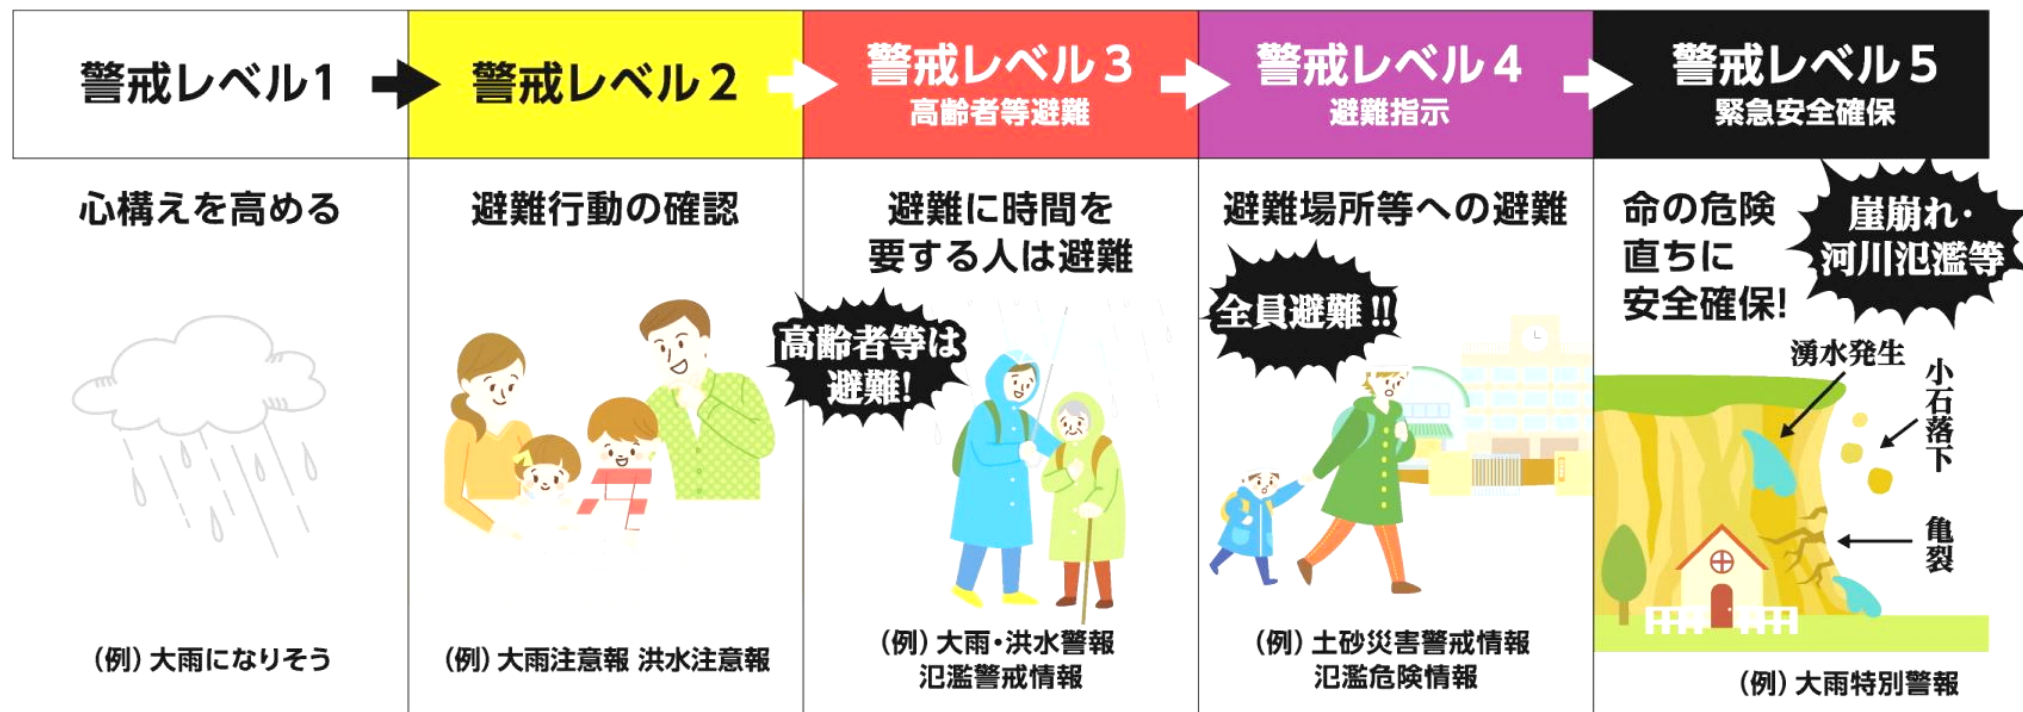 警戒レベル1
心構えを高める
(例)大雨になりそう
警戒レベル2
避難行動の確認
(例)大雨注意報 洪水注意報
警戒レベル3
高齢者等避難
避難に時間を
要する人は避難
高齢者等は
避難!
(例)大雨・洪水警報
氾濫警戒情報
警戒レベル4
避難指示
避難場所等への避難
全員避難!!
(例)土砂災害警戒情報
氾濫危険情報
警戒レベル5
緊急安全確保
命の危険
直ちに
安全確保!
崖崩れ・
河川氾濫等
湧水発生
小石落下
亀裂
(例)大雨特別警報